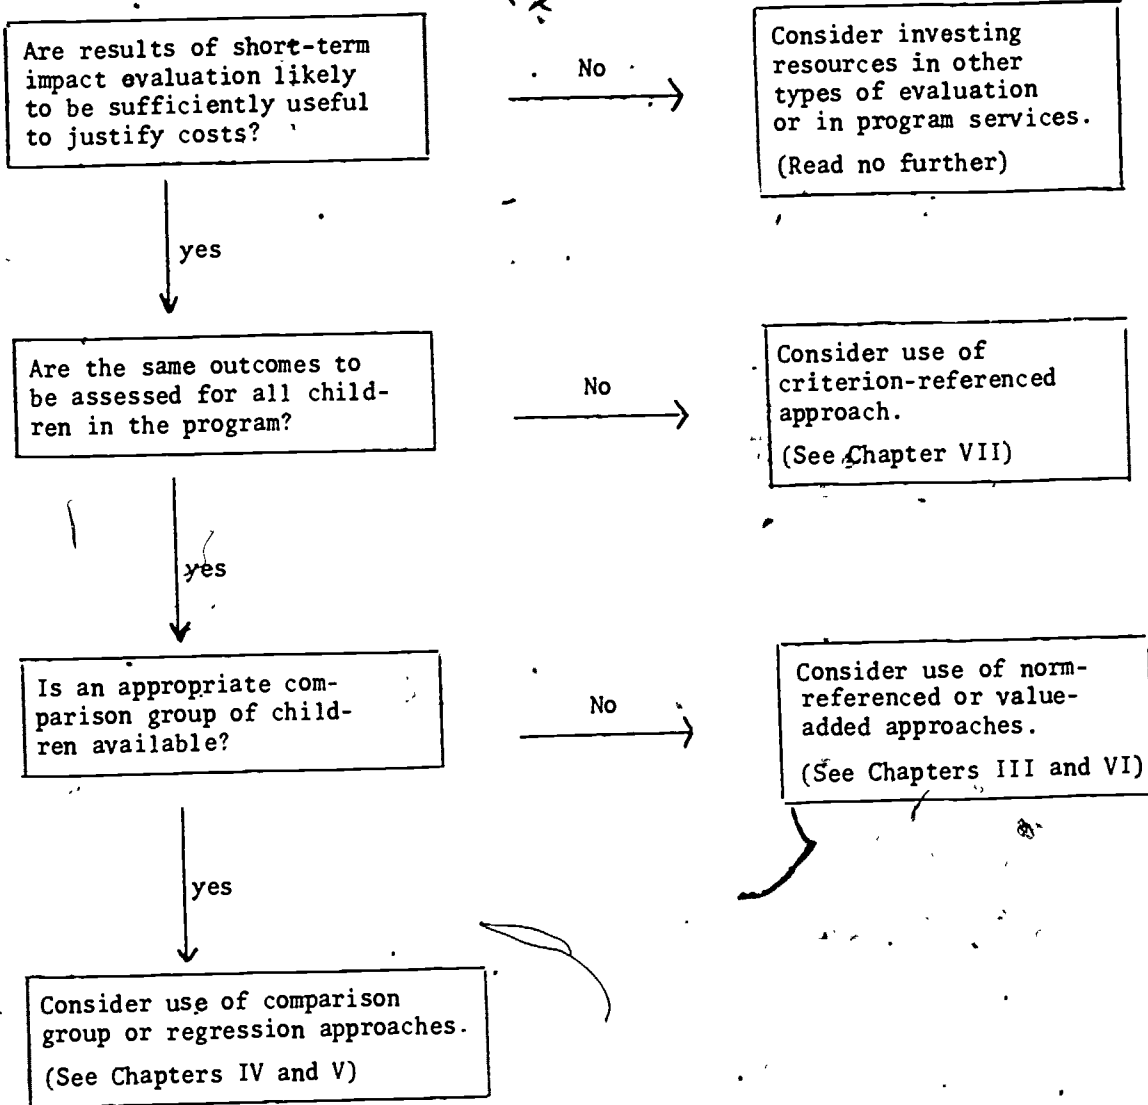 Are results of short-term
impact evaluation likely
to be sufficiently useful
to justify costs?
No
Consider investing
resources in other
types of evaluation
or in program services.
(Read no further)
yes
Are the same outcomes to
be assessed for all child-
ren in the program?
No
Consider use of
criterion-referenced
approach.
(See Chapter VII)
yes
Is an appropriate com-
parison group of child-
ren available?
No
Consider use of norm-
referenced or value-
added approaches.
(See Chapters III and VI)
yes
Consider use of comparison
group or regression approaches.
(See Chapters IV and V)